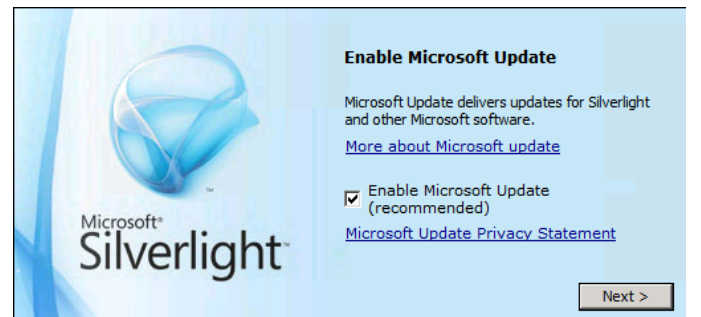 Enable Microsoft Update
Microsoft Update delivers updates for Silverlight
and other Microsoft software.
More about Microsoft update
Enable Microsoft Update
(recommended)
Microsoft Update Privacy Statement
Microsoft®
Silverlight™
Next >